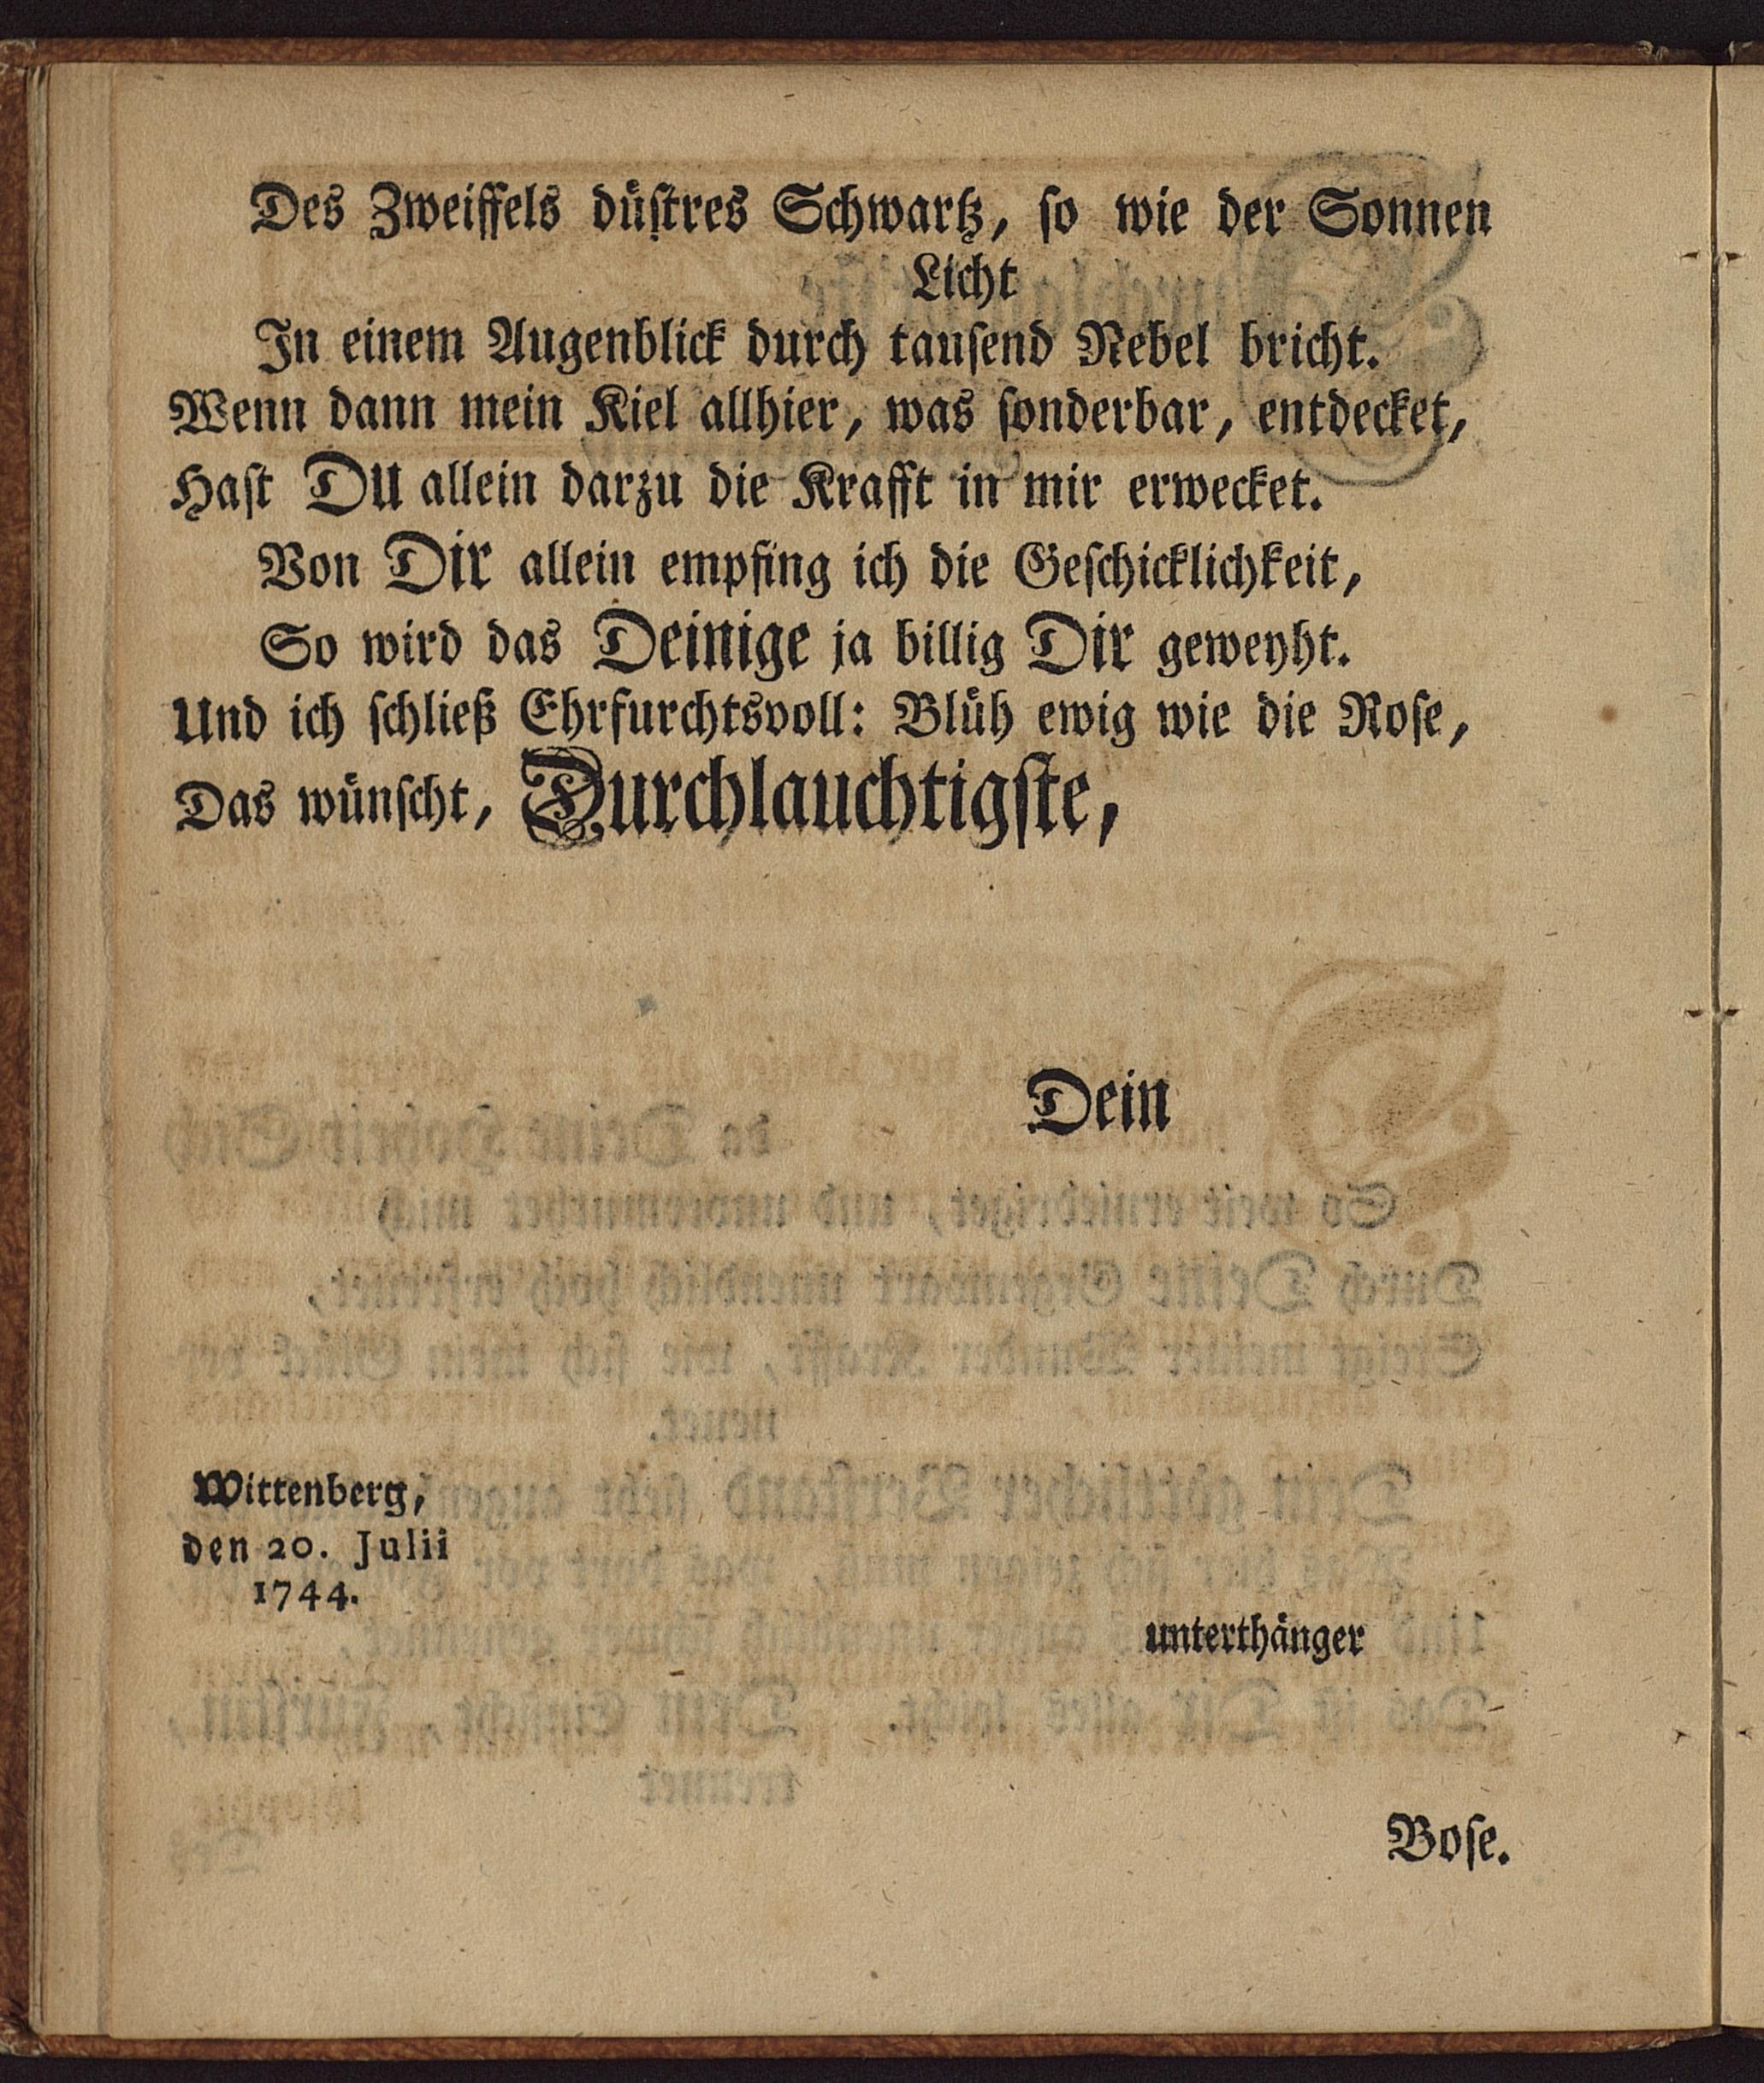 Des Zweiffels düſtres Schwartz, ſo wie der Sonnen
Licht
In einem Augenblick durch tauſend Nebel bricht.
Wenn dann mein Kiel allhier, was ſonderbar, entdecket,
Haſt DU allein darzu die Krafft in mir erwecket.
Von Dir allein empfing ich die Geſchicklichkeit,
So wird das Deinige ja billig Dir geweyht.
Und ich ſchließ Ehrfurchtsvoll: Blüh ewig wie die Roſe,
Das wünſcht, Durchlauchtigſte,
Dein
Wittenberg,
den 20. Julii
1744.
unterthänger
Boſe.